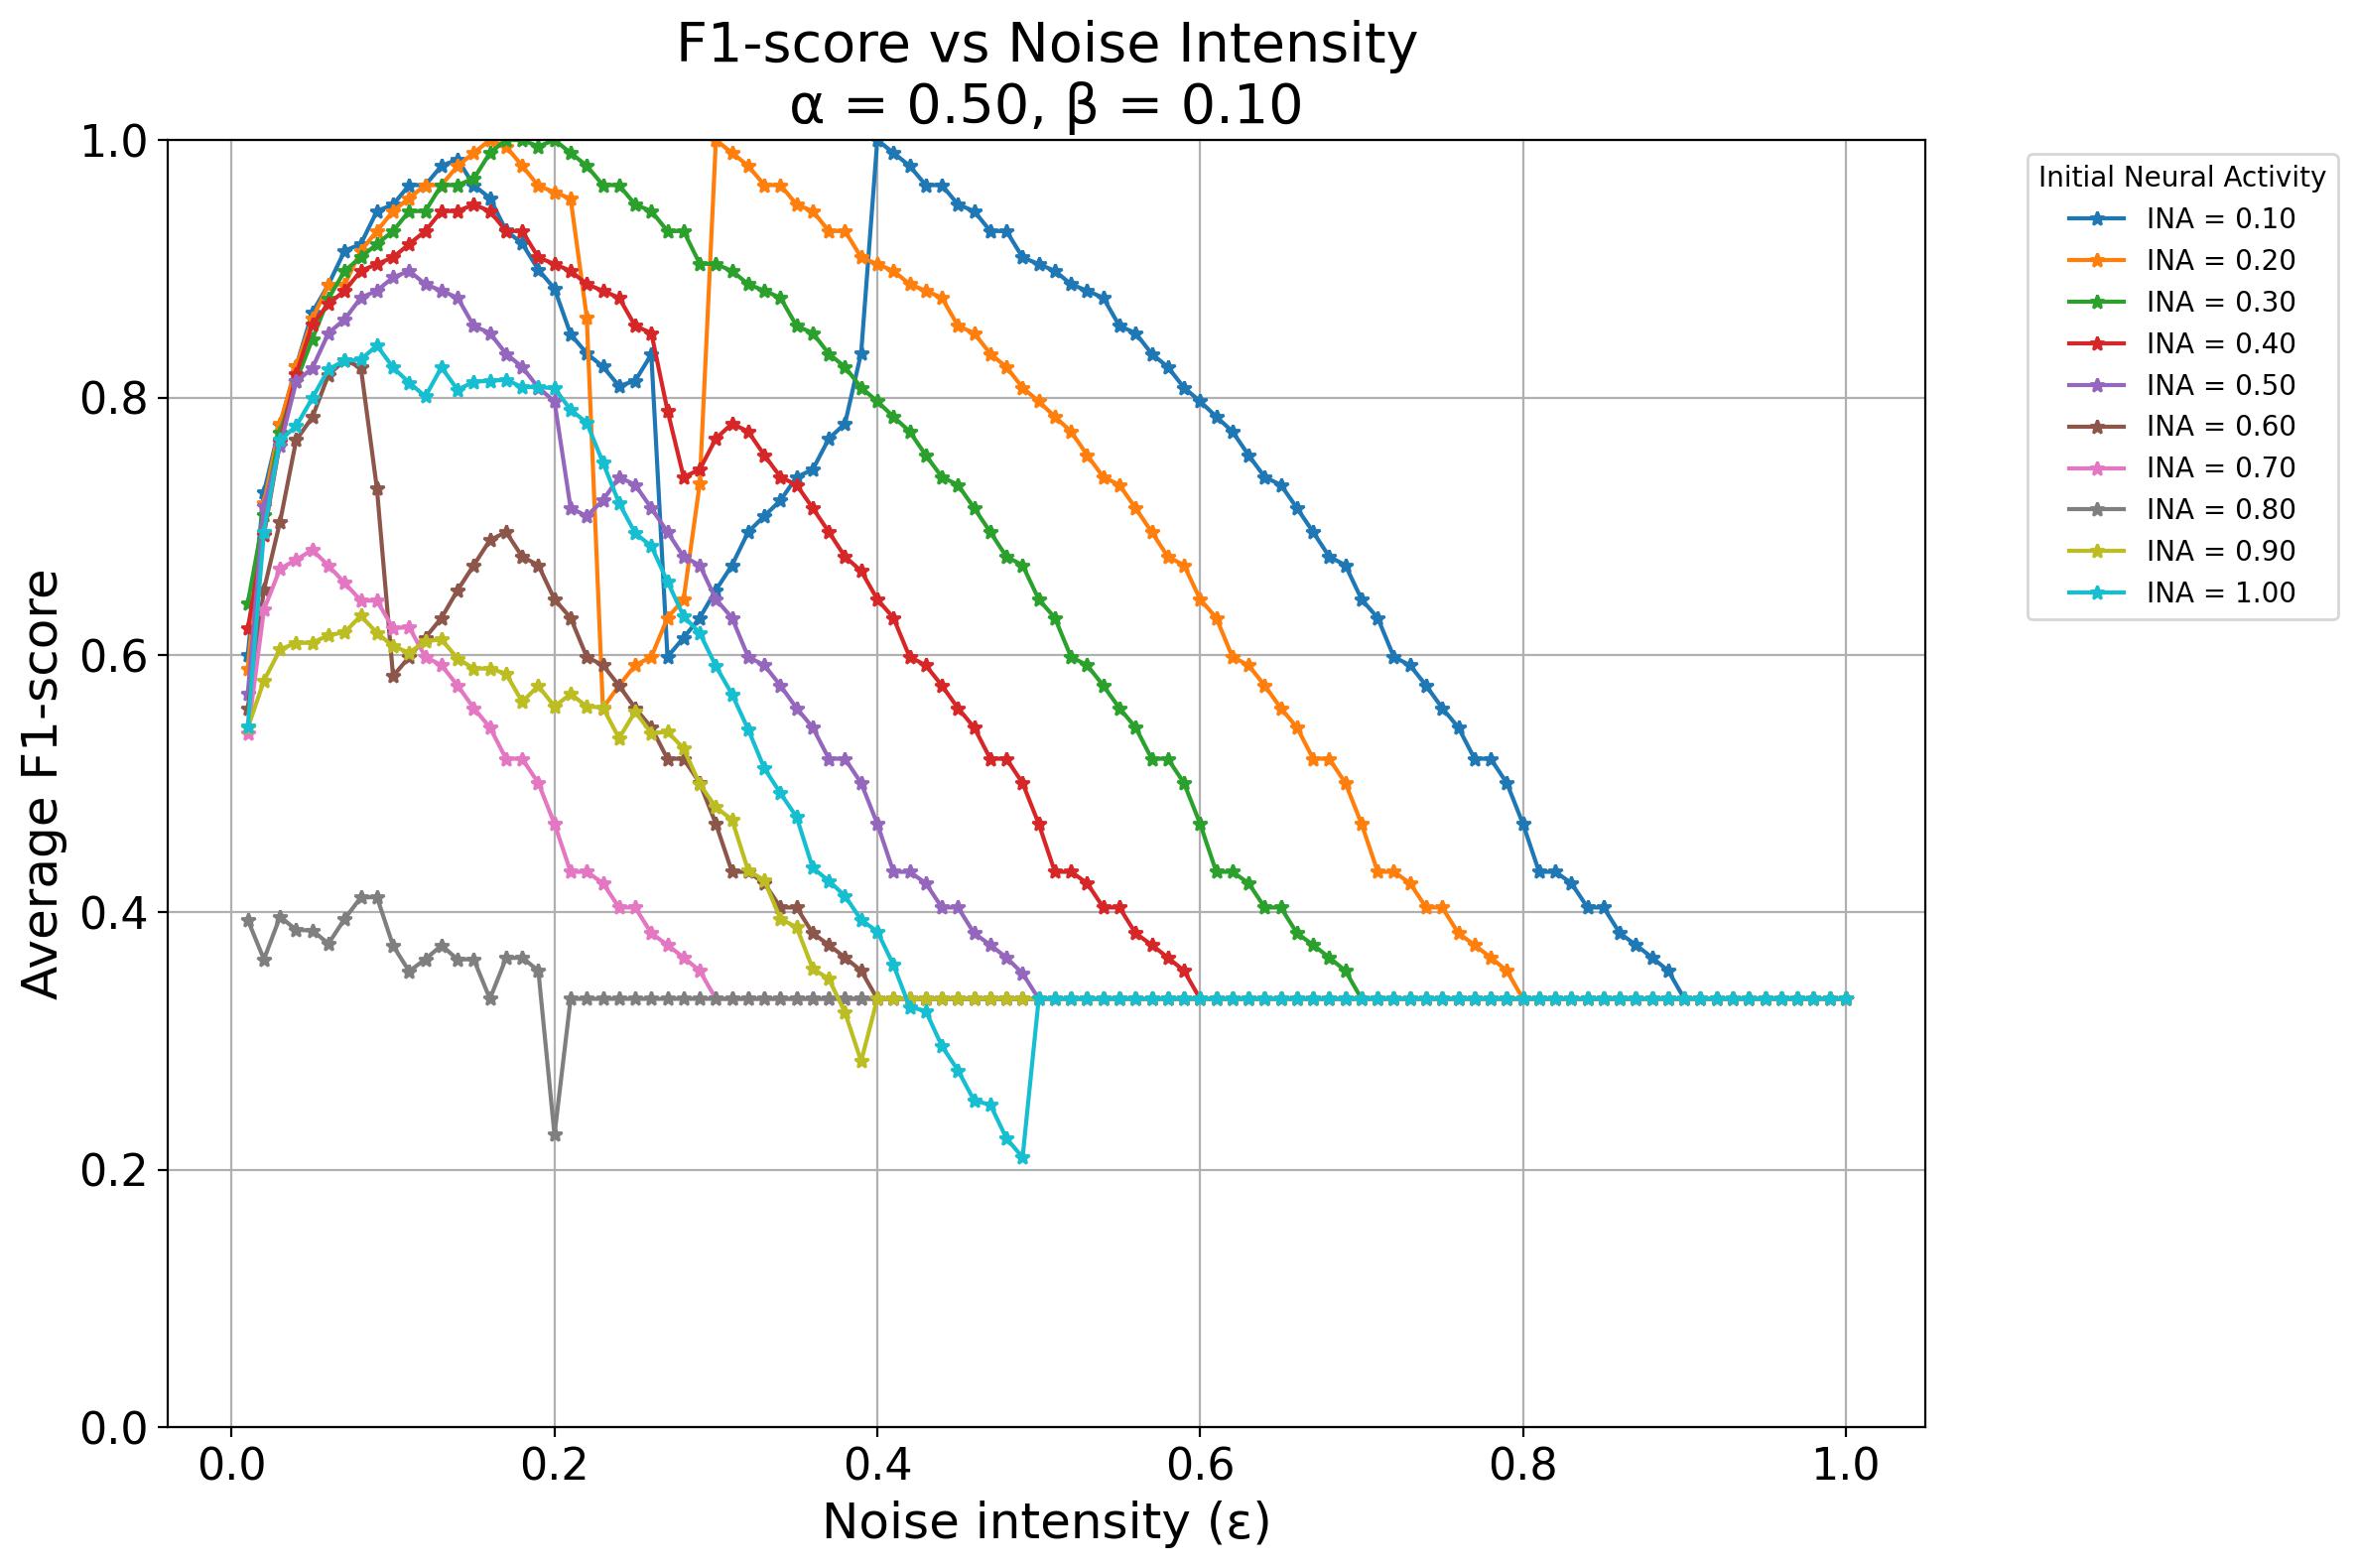 F1-score vs Noise Intensity
α = 0.50, β = 0.10
Average F1-score
1.0
0.8
0.6
0.4
0.2
0.0
0.0 0.2 0.4 0.6 0.8 1.0
Noise intensity (ε)
Initial Neural Activity
INA = 0.10
INA = 0.20
INA = 0.30
INA = 0.40
INA = 0.50
INA = 0.60
INA = 0.70
INA = 0.80
INA = 0.90
INA = 1.00